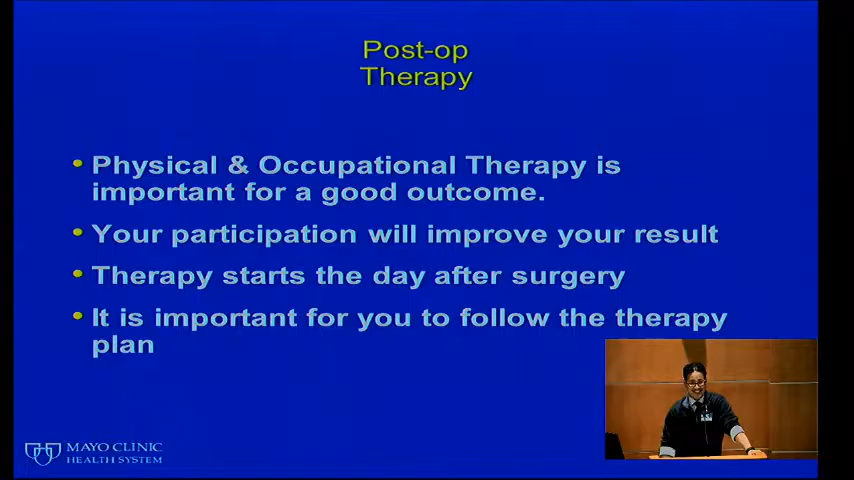 Post-op
Therapy
• Physical & Occupational Therapy is
important for a good outcome.
• Your participation will improve your result
• Therapy starts the day after surgery
• It is important for you to follow the therapy
plan
MAYO CLINIC
HEALTH SYSTEM